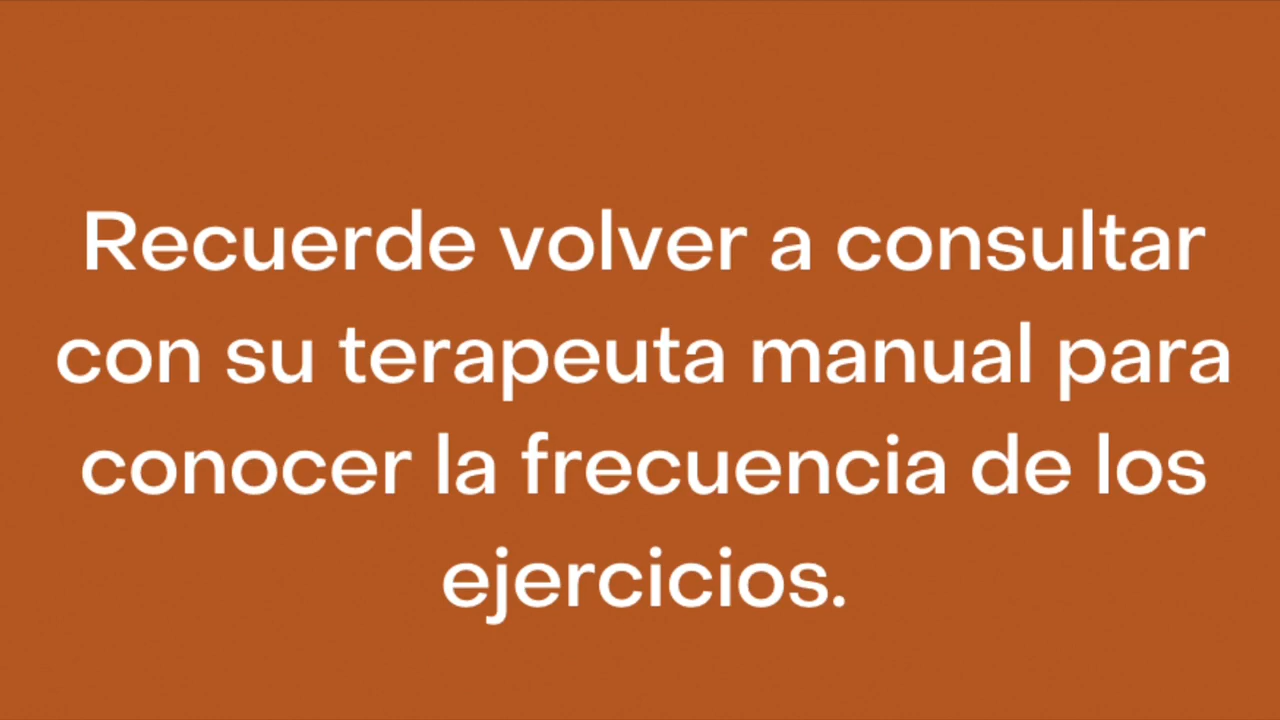 Recuerde volver a consultar
con su terapeuta manual para
conocer la frecuencia de los
ejercicios.